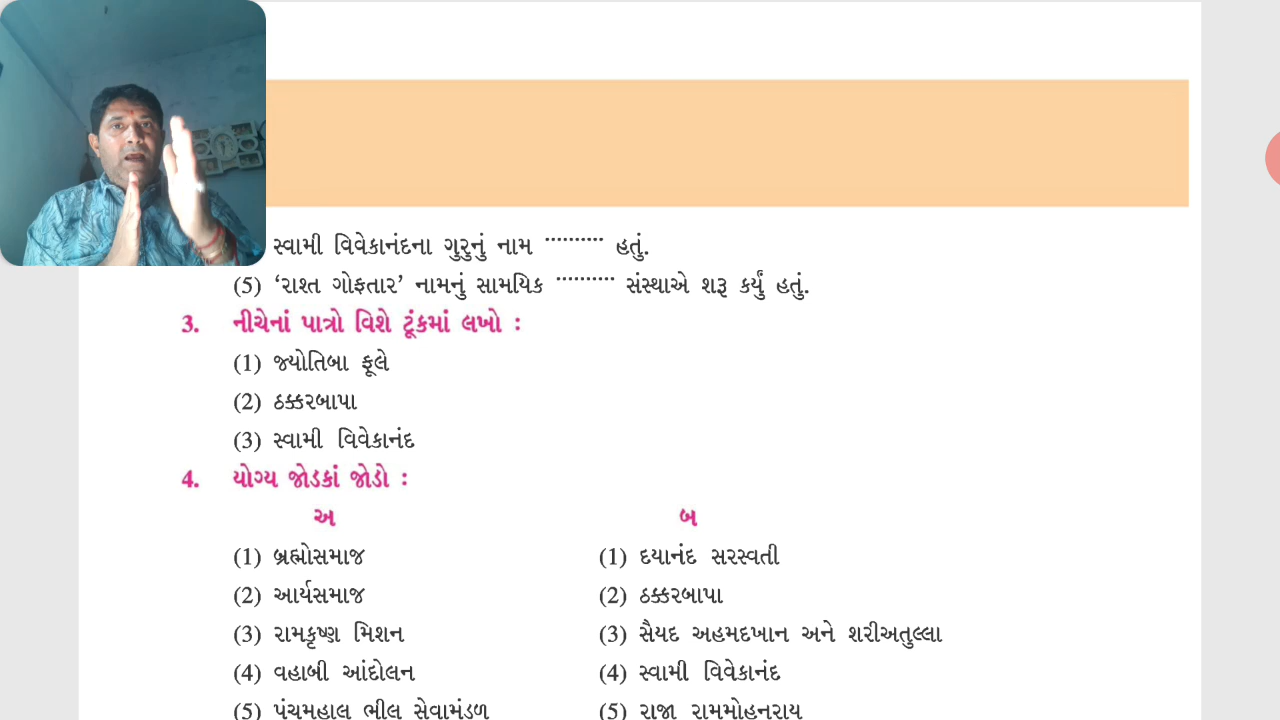 સ્વામી વિવેકાનંદના ગુરુનું નામ .......... હતું.
(5) ‘રાશ્ત ગોફતાર’ નામનું સામયિક .......... સંસ્થાએ શરૂ કર્યું હતું.
3. નીચેનાં પાત્રો વિશે ટૂંકમાં લખો :
(1) જ્યોતિબા ફૂલે
(2) ઠક્કરબાપા
(3) સ્વામી વિવેકાનંદ
4. યોગ્ય જોડકાં જોડો :
અ બ
(1) બ્રહ્મોસમાજ (1) દયાનંદ સરસ્વતી
(2) આર્યસમાજ (2) ઠક્કરબાપા
(3) રામકૃષ્ણ મિશન (3) સૈયદ અહમદખાન અને શરીઅતુલ્લા
(4) વહાબી આંદોલન (4) સ્વામી વિવેકાનંદ
(5) પંચમહાલ ભીલ સેવામંડળ (5) રાજા રામમોહનરાય